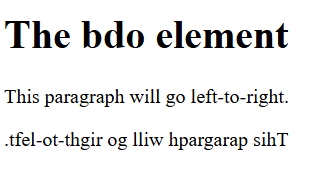 The bdo element
This paragraph will go left-to-right.
.tfel-ot-thgir og lliw hpargarap sihT